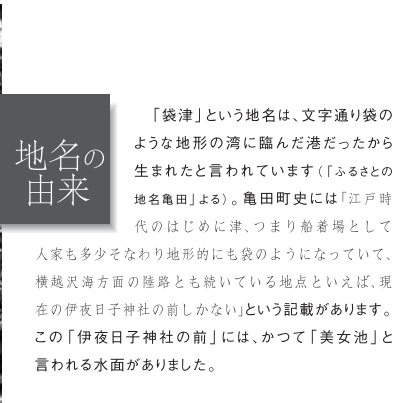 地名の
由来
「袋津」という地名は、文字通り袋の
ような地形の湾に臨んだ港だったから
生まれたと言われています(「ふるさとの
地名亀田」よる)。亀田町史には「江戸時
代のはじめに津、つまり船着場として
人家も多少そなわり地形的にも袋のようになっていて、
横越沢海方面の陸路とも続いている地点といえば、現
在の伊夜日子神社の前しかない」という記載があります。
この「伊夜日子神社の前」には、かつて「美女池」と
言われる水面がありました。